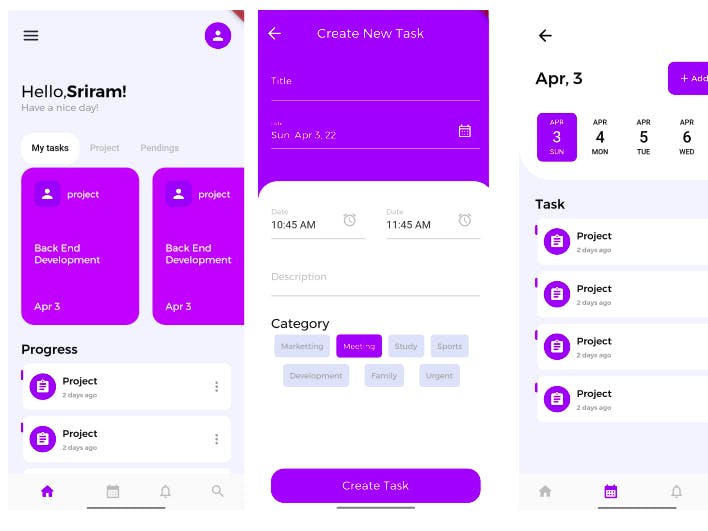 Hello,Sriram!
Have a nice day!
My tasks Project Pendings
project
Back End
Development
Apr 3
project
Back End
Development
Apr 3
Progress
Project
2 days ago
Project
2 days ago
Create New Task
Title
Date
Sun, Apr 3, 22
Date
10:45 AM
Date
11:45 AM
Description
Category
Marketting Meeting Study Sports
Development Family Urgent
Create Task
Apr, 3
+ Add
APR
3
SUN
APR
4
MON
APR
5
TUE
APR
6
WED
Task
Project
2 days ago
Project
2 days ago
Project
2 days ago
Project
2 days ago